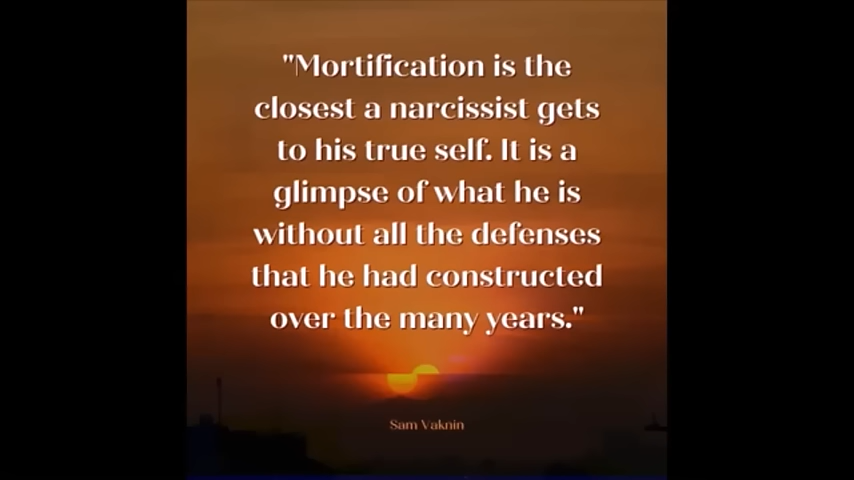 "Mortification is the
closest a narcissist gets
to his true self. It is a
glimpse of what he is
without all the defenses
that he had constructed
over the many years."
Sam Vaknin